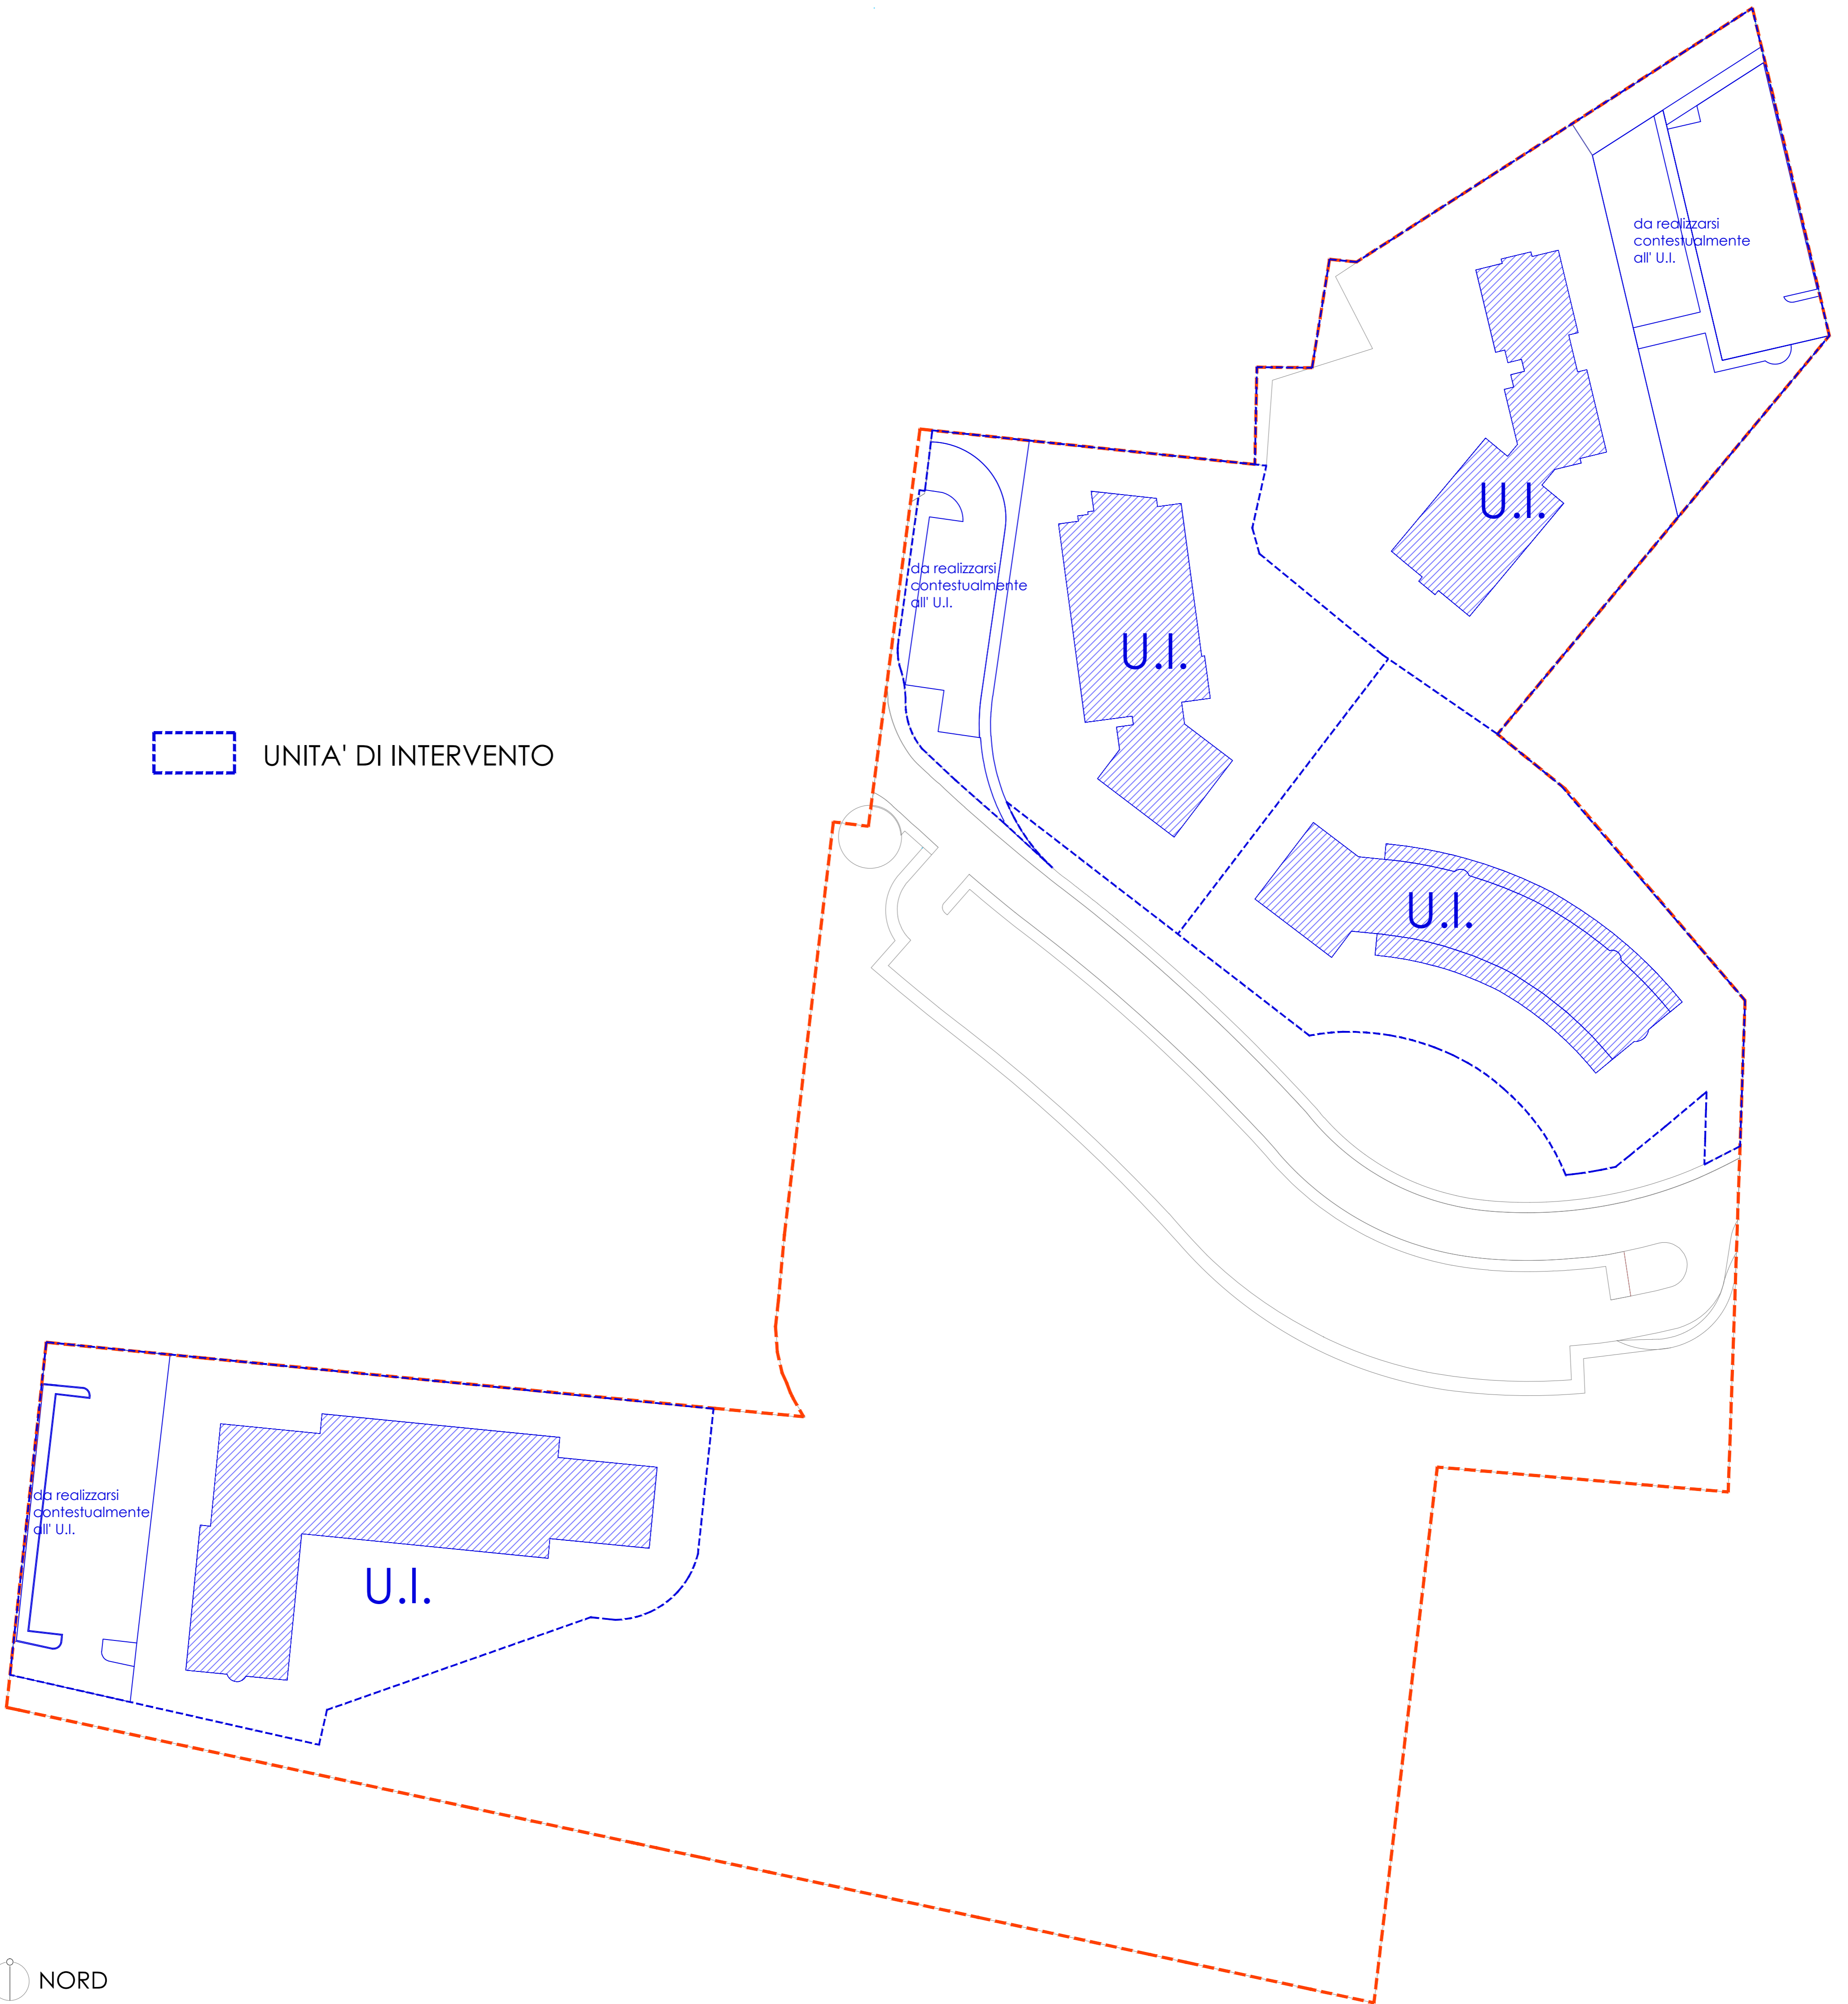 da realizzarsi
contestualmente
all' U.I.
U.I.
da realizzarsi
contestualmente
all' U.I.
U.I.
UNITA' DI INTERVENTO
U.I.
da realizzarsi
contestualmente
all' U.I.
U.I.
NORD